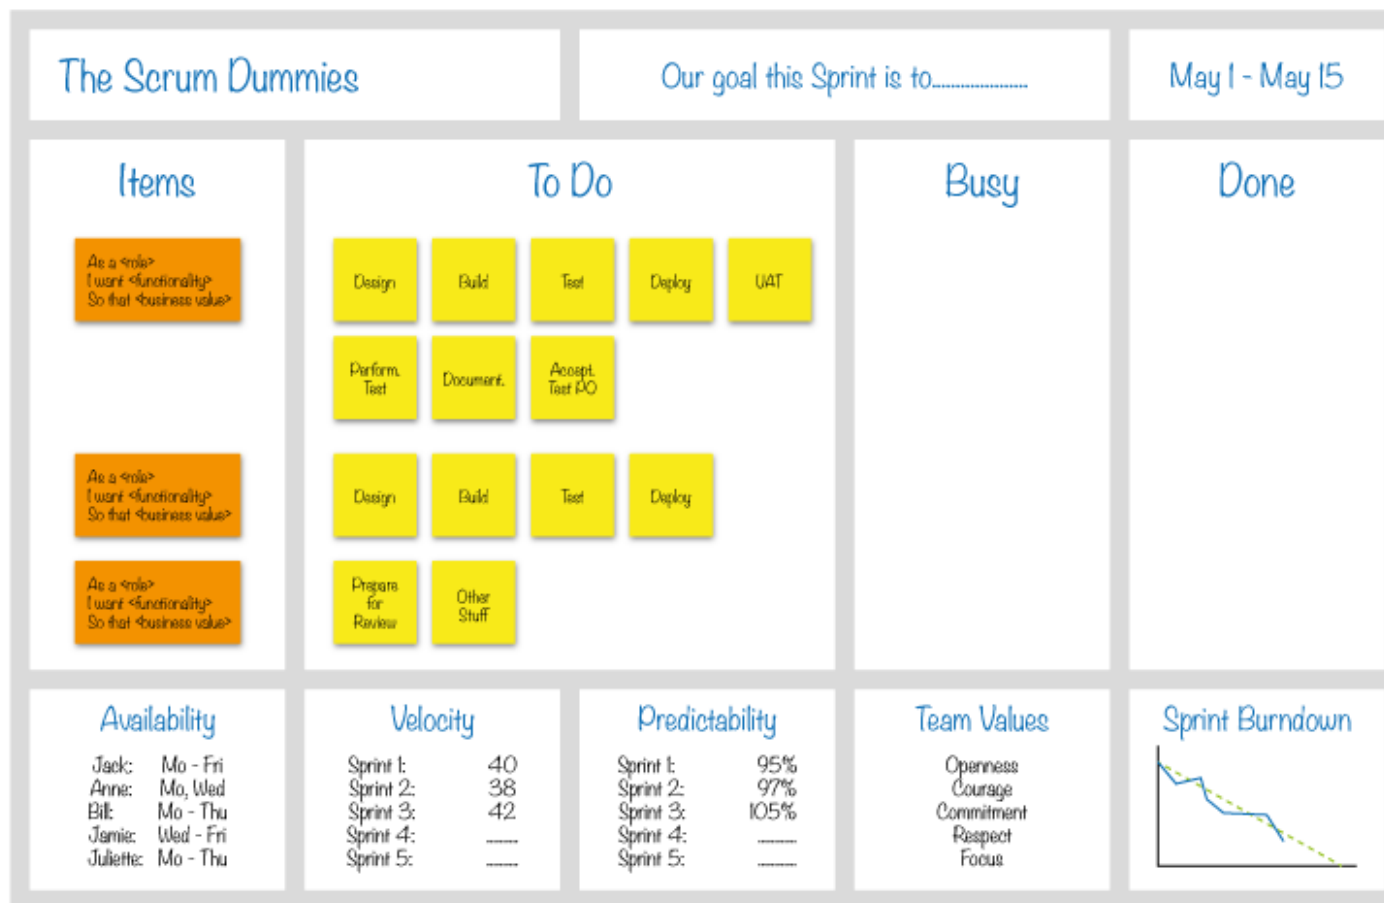 The Scrum Dummies
Our goal this Sprint is to......................
May 1 - May 15
Items
To Do
Busy
Done
As a <role>
I want <functionality>
So that <business value>
Design
Build
Test
Deploy
UAT
Perform.
Test
Document.
Accept.
Test PO
As a <role>
I want <functionality>
So that <business value>
Design
Build
Test
Deploy
As a <role>
I want <functionality>
So that <business value>
Prepare
for
Review
Other
Stuff
Availability
Jack: Mo - Fri
Anne: Mo, Wed
Bill: Mo - Thu
Jamie: Wed - Fri
Juliette: Mo - Thu
Velocity
Sprint 1: 40
Sprint 2: 38
Sprint 3: 42
Sprint 4: ........
Sprint 5: ........
Predictability
Sprint 1: 95%
Sprint 2: 97%
Sprint 3: 105%
Sprint 4: ..........
Sprint 5: ..........
Team Values
Openness
Courage
Commitment
Respect
Focus
Sprint Burndown